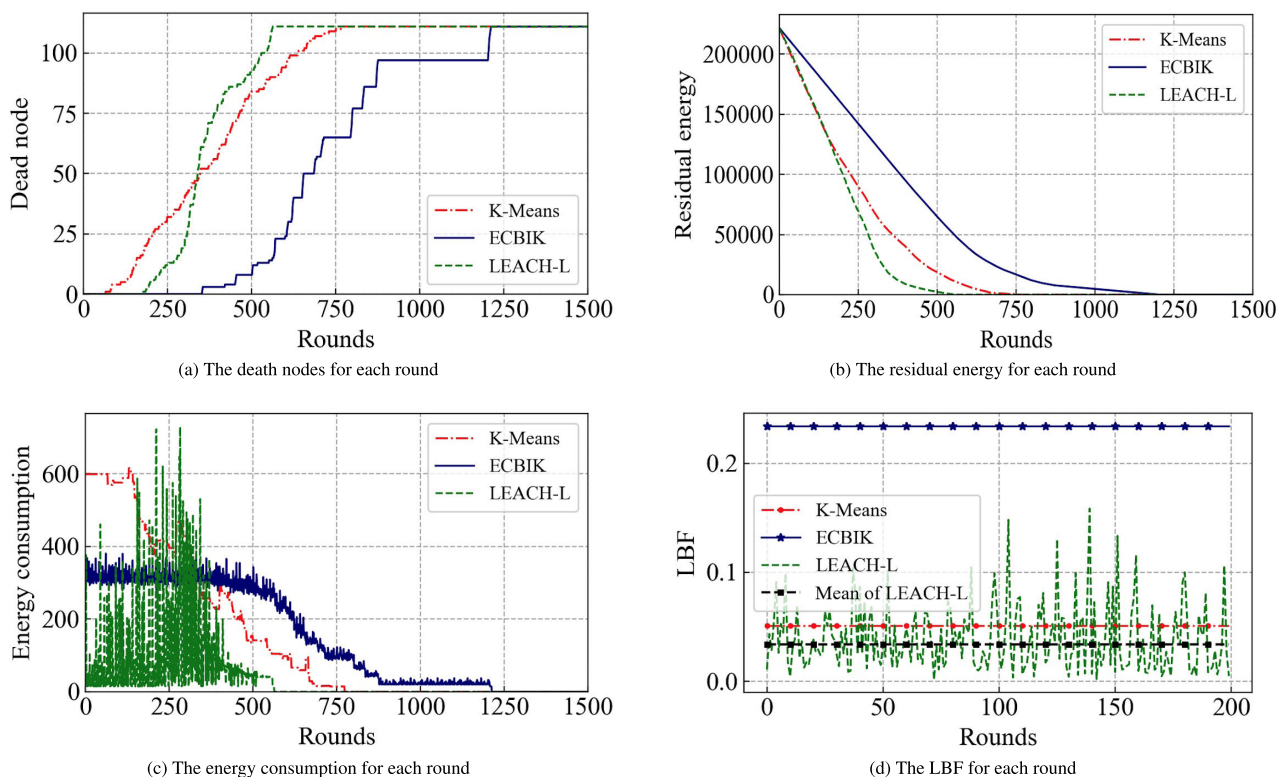 100
75
50
25
0
Dead node
K-Means
ECBIK
LEACH-L
0 250 500 750 1000 1250 1500
Rounds
(a) The death nodes for each round
200000
150000
100000
50000
0
Residual energy
K-Means
ECBIK
LEACH-L
0 250 500 750 1000 1250 1500
Rounds
(b) The residual energy for each round
600
400
200
0
Energy consumption
K-Means
ECBIK
LEACH-L
0 250 500 750 1000 1250 1500
Rounds
(c) The energy consumption for each round
0.2
0.1
0.0
LBF
K-Means
ECBIK
LEACH-L
Mean of LEACH-L
0 50 100 150 200
Rounds
(d) The LBF for each round